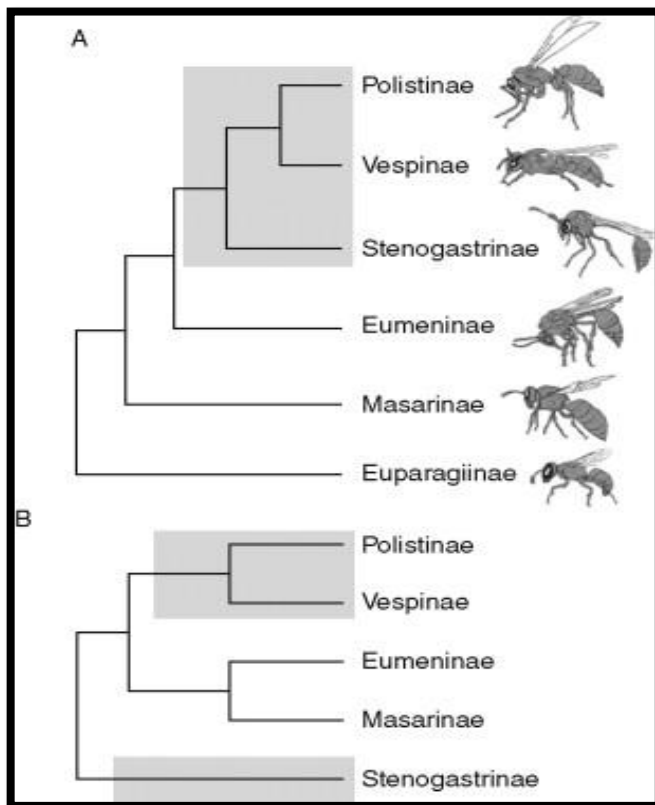 A
Polistinae
Vespinae
Stenogastrinae
Eumeninae
Masarinae
Euparagiinae
B
Polistinae
Vespinae
Eumeninae
Masarinae
Stenogastrinae